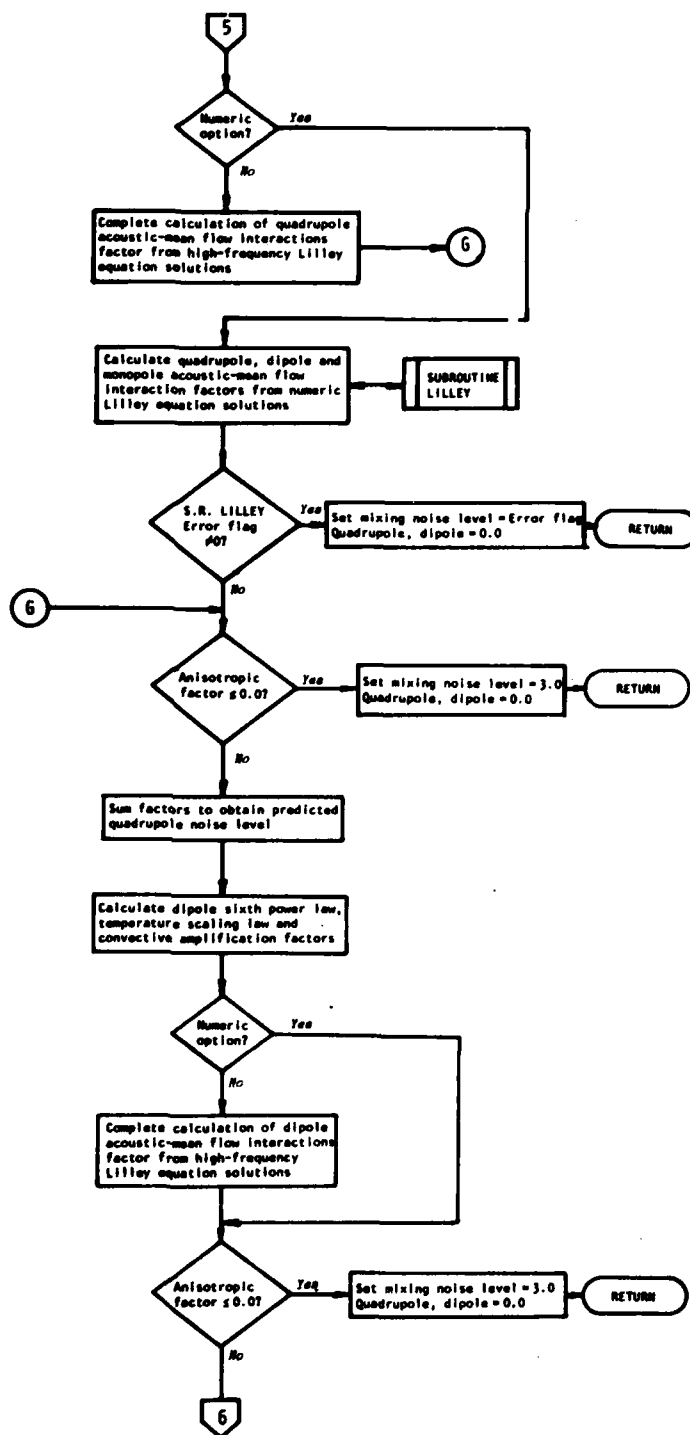 5
Numeric
option?
Yes
No
Complete calculation of quadrupole
acoustic-mean flow interactions
factor from high-frequency Lilley
equation solutions
G
Calculate quadrupole, dipole and
monopole acoustic-mean flow
interaction factors from numeric
Lilley equation solutions
SUBROUTINE
LILLEY
S.R. LILLEY
Error flag
≠0?
Yes
Set mixing noise level = Error flag
Quadrupole, dipole = 0.0
RETURN
No
G
Anisotropic
factor ≤ 0.0?
Yes
Set mixing noise level = 3.0
Quadrupole, dipole = 0.0
RETURN
No
Sum factors to obtain predicted
quadrupole noise level
Calculate dipole sixth power law,
temperature scaling law and
convective amplification factors
Numeric
option?
Yes
No
Complete calculation of dipole
acoustic-mean flow interactions
factor from high-frequency
Lilley equation solutions
Anisotropic
factor ≤ 0.0?
Yes
Set mixing noise level = 3.0
Quadrupole, dipole = 0.0
RETURN
No
6